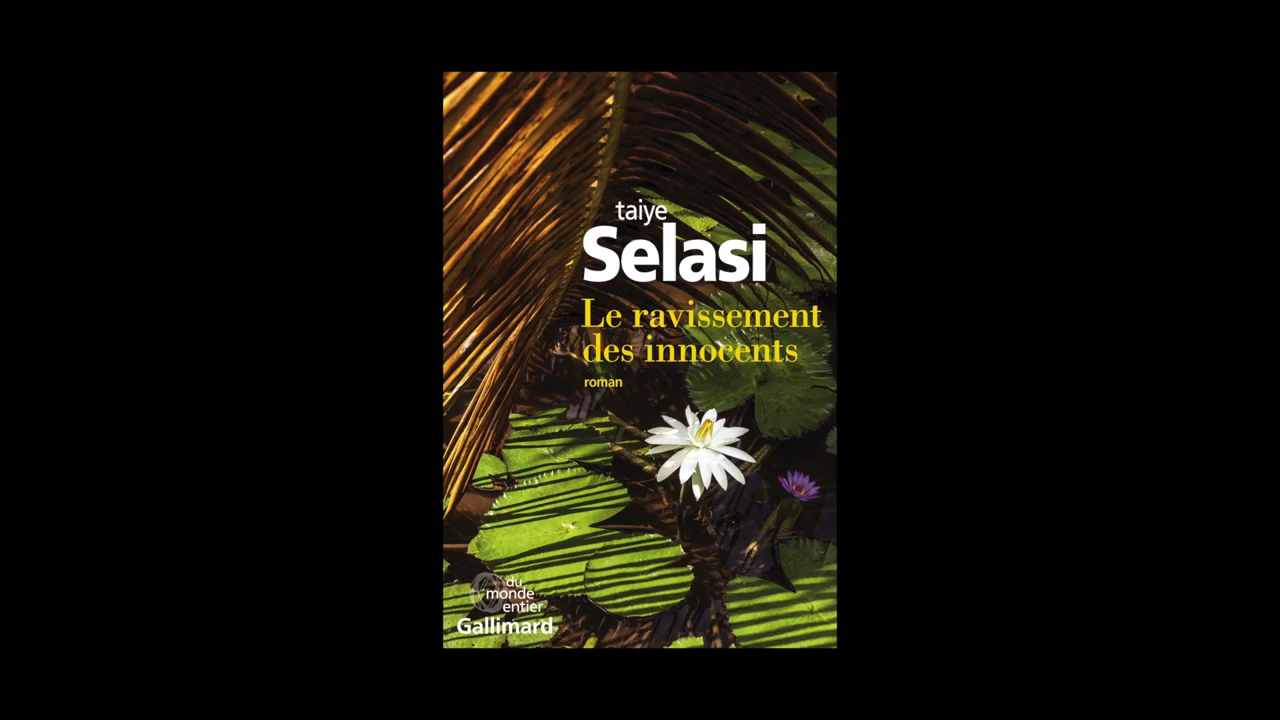 taiye
Selasi
Le ravissement
des innocents
roman
du
monde
entier
Gallimard